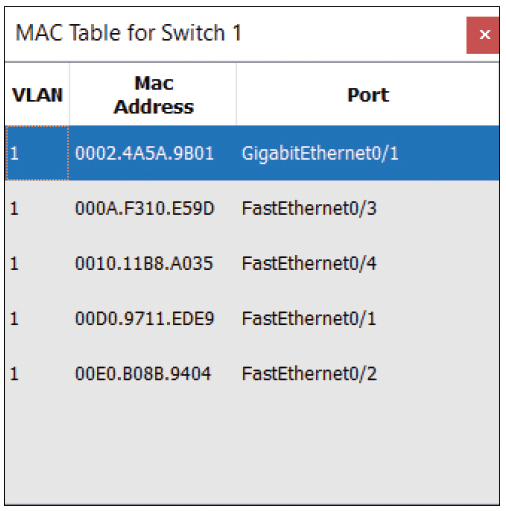 MAC Table for Switch 1
×
VLAN Mac Address Port
1 0002.4A5A.9B01 GigabitEthernet0/1
1 000A.F310.E59D FastEthernet0/3
1 0010.11B8.A035 FastEthernet0/4
1 00D0.9711.EDE9 FastEthernet0/1
1 00E0.B08B.9404 FastEthernet0/2